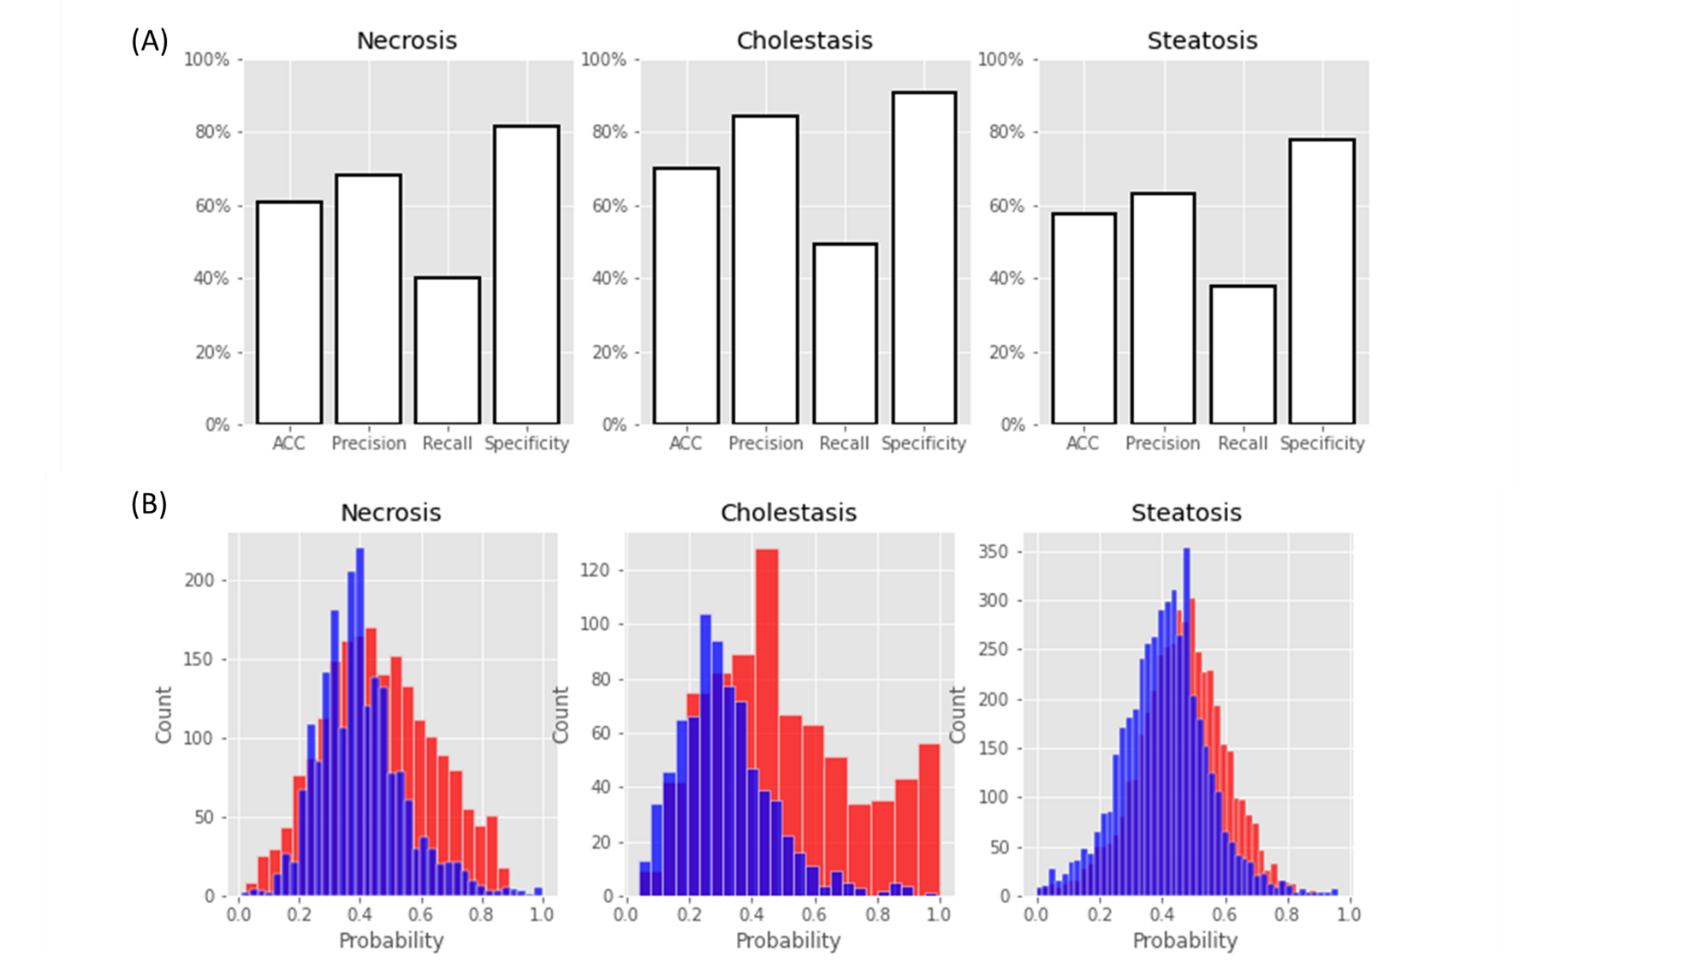 (A)
Necrosis
Cholestasis
Steatosis
100%
80%
60%
40%
20%
0%
ACC Precision Recall Specificity
100%
80%
60%
40%
20%
0%
ACC Precision Recall Specificity
100%
80%
60%
40%
20%
0%
ACC Precision Recall Specificity
(B)
Necrosis
Count
200
150
100
50
0
0.0 0.2 0.4 0.6 0.8 1.0
Probability
Cholestasis
Count
120
100
80
60
40
20
0
0.0 0.2 0.4 0.6 0.8 1.0
Probability
Steatosis
Count
350
300
250
200
150
100
50
0
0.0 0.2 0.4 0.6 0.8 1.0
Probability